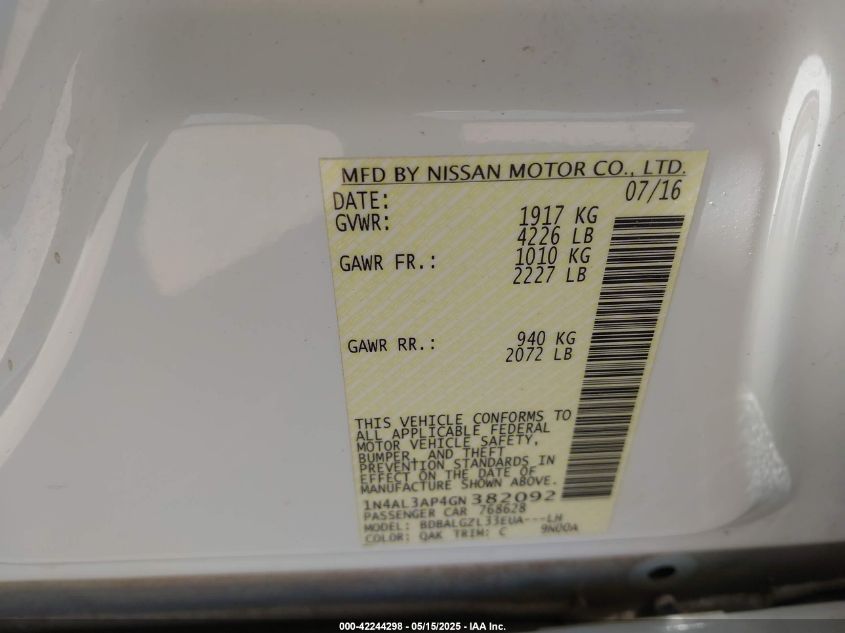 MFD BY NISSAN MOTOR CO., LTD.
DATE: 07/16
GVWR: 1917 KG
4226 LB
GAWR FR.: 1010 KG
2227 LB
GAWR RR.: 940 KG
2072 LB
THIS VEHICLE CONFORMS TO
ALL APPLICABLE FEDERAL
MOTOR VEHICLE SAFETY,
BUMPER, AND THEFT
PREVENTION STANDARDS IN
EFFECT ON THE DATE OF
MANUFACTURE SHOWN ABOVE.
1N4AL3AP4GN382092
PASSENGER CAR 768628
MODEL: BDBALGZL33EUA---LH
COLOR: QAK TRIM: C 9N00A
000-42244298 - 05/15/2025 - IAA Inc.